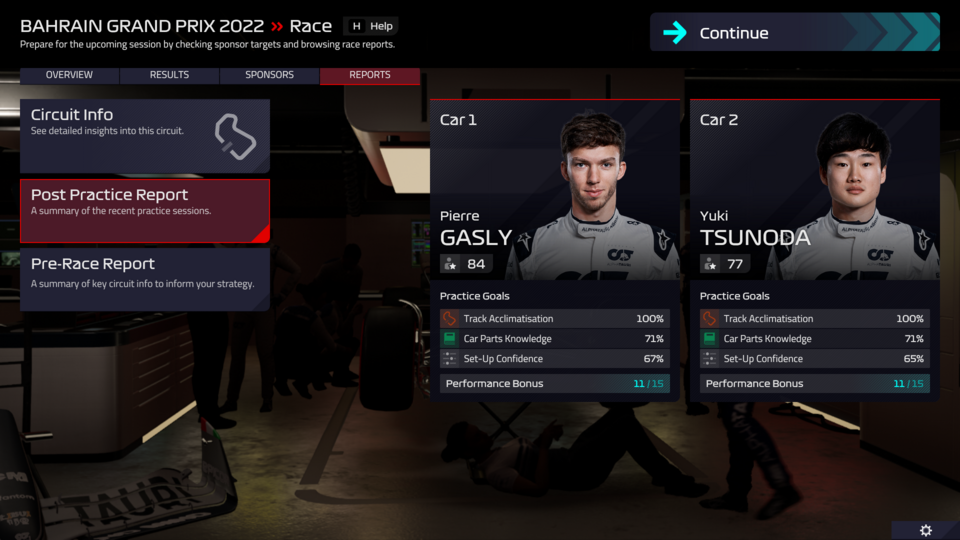 BAHRAIN GRAND PRIX 2022 » Race H Help
Prepare for the upcoming session by checking sponsor targets and browsing race reports.
Continue
OVERVIEW RESULTS SPONSORS REPORTS
Circuit Info
See detailed insights into this circuit.
Post Practice Report
A summary of the recent practice sessions.
Pre-Race Report
A summary of key circuit info to inform your strategy.
Car 1
Pierre
GASLY
84
Practice Goals
Track Acclimatisation 100%
Car Parts Knowledge 71%
Set-Up Confidence 67%
Performance Bonus 11 / 15
Car 2
Yuki
TSUNODA
77
Practice Goals
Track Acclimatisation 100%
Car Parts Knowledge 71%
Set-Up Confidence 65%
Performance Bonus 11 / 15
TAURI